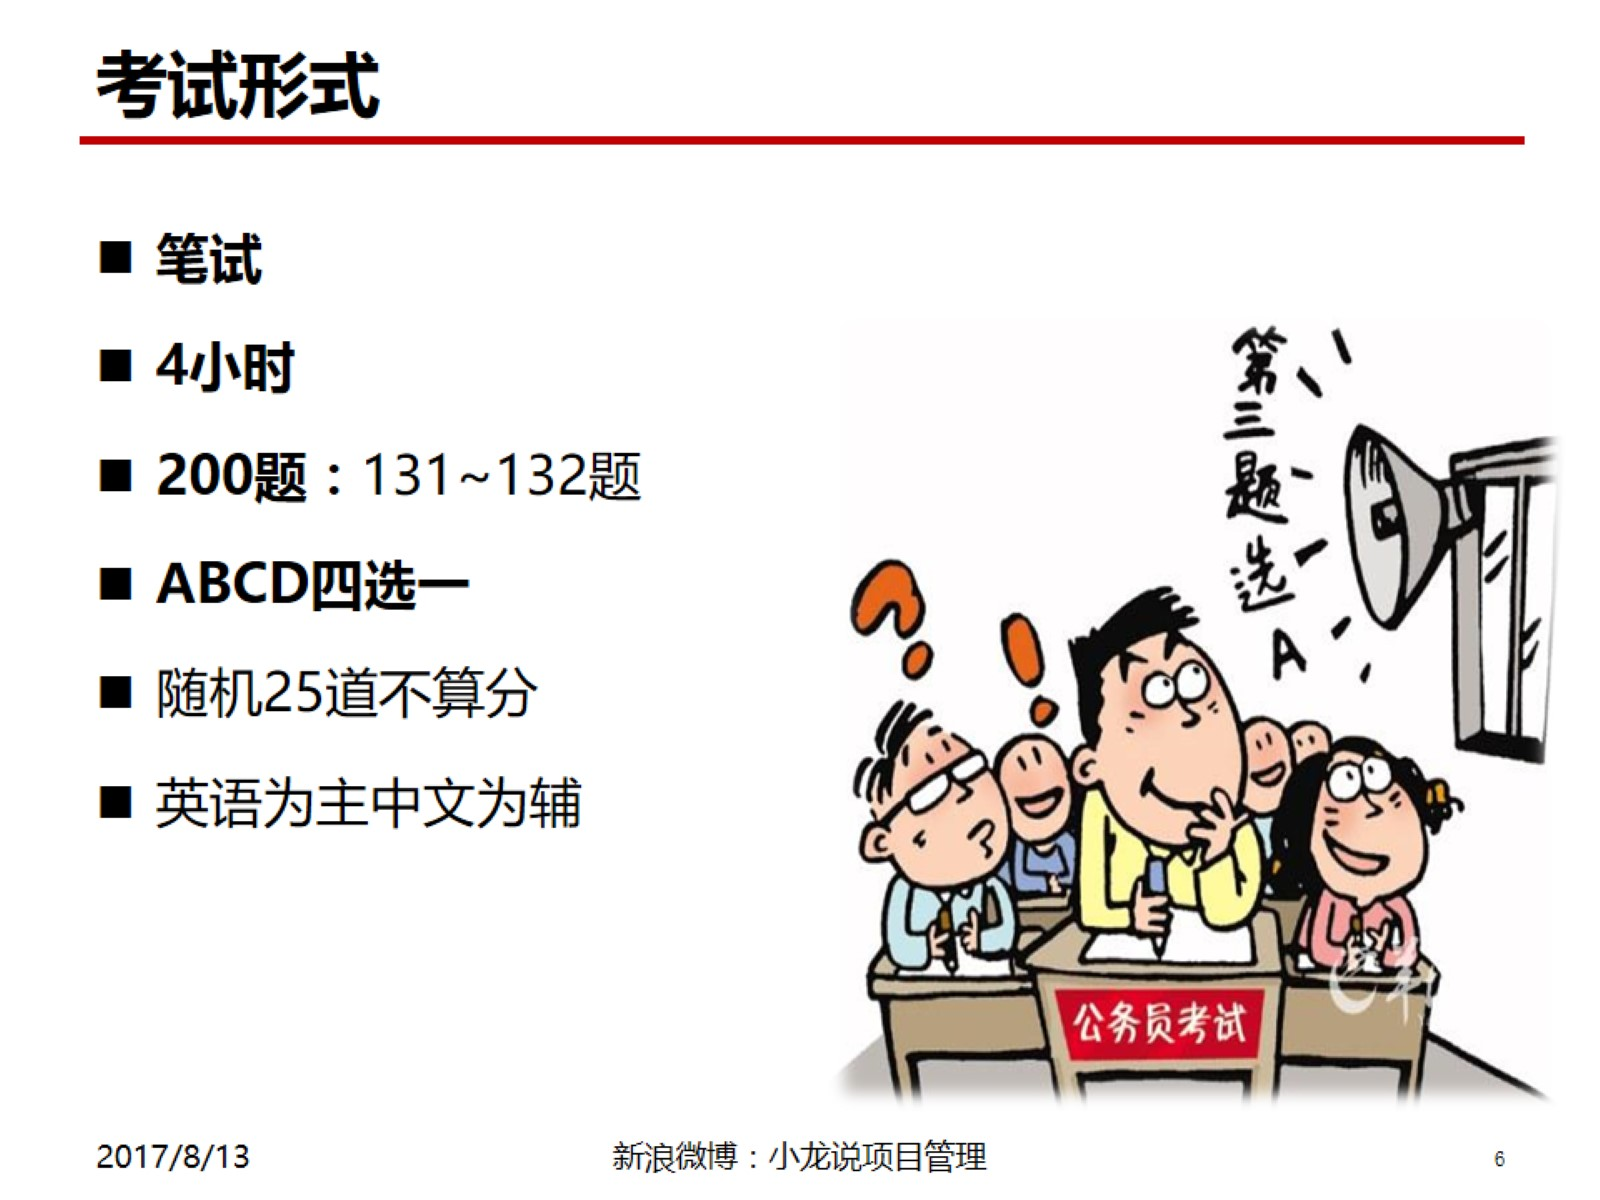 考试形式
■ 笔试
■ 4小时
■ 200题：131~132题
■ ABCD四选一
■ 随机25道不算分
■ 英语为主中文为辅
第
三
题
选
A
公务员考试
2017/8/13
新浪微博：小龙说项目管理
6